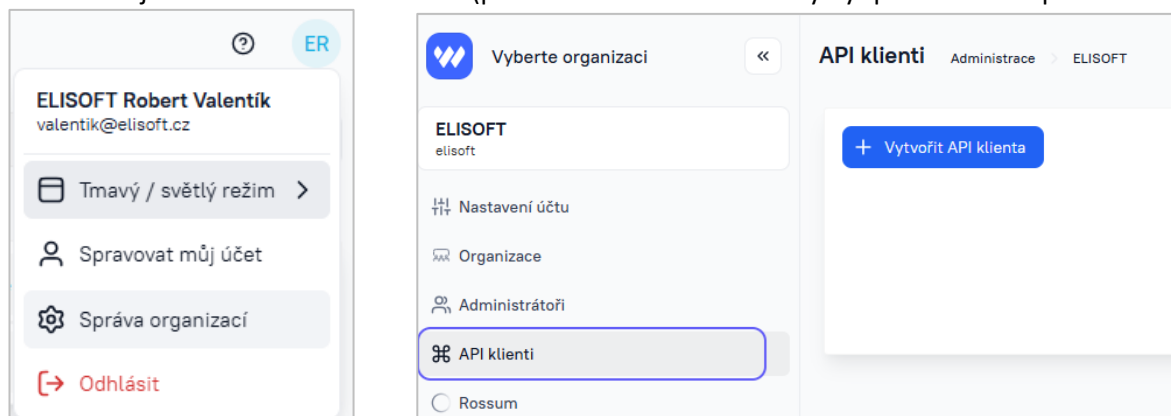 ER
ELISOFT Robert Valentík
valentik@elisoft.cz
Tmavý / světlý režim
Spravovat můj účet
Správa organizací
Odhlásit
Vyberte organizaci
ELISOFT
elisoft
Nastavení účtu
Organizace
Administrátoři
API klienti
Rossum
API klienti Administrace > ELISOFT
+ Vytvořit API klienta